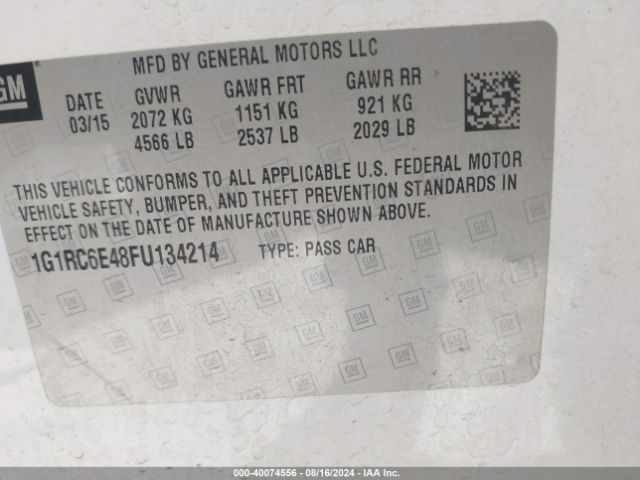 GM
MFD BY GENERAL MOTORS LLC
DATE GVWR GAWR FRT GAWR RR
03/15 2072 KG 1151 KG 921 KG
4566 LB 2537 LB 2029 LB
THIS VEHICLE CONFORMS TO ALL APPLICABLE U.S. FEDERAL MOTOR
VEHICLE SAFETY, BUMPER, AND THEFT PREVENTION STANDARDS IN
EFFECT ON THE DATE OF MANUFACTURE SHOWN ABOVE.
1G1RC6E48FU134214 TYPE: PASS CAR
000-40074556 - 08/16/2024 - IAA Inc.